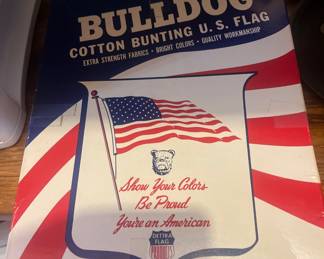 BULLDOG
COTTON BUNTING U.S. FLAG
EXTRA STRENGTH FABRICS • BRIGHT COLORS • QUALITY WORKMANSHIP
Show Your Colors
Be Proud
You're an American
DETTRA
FLAG
PRODUCTS